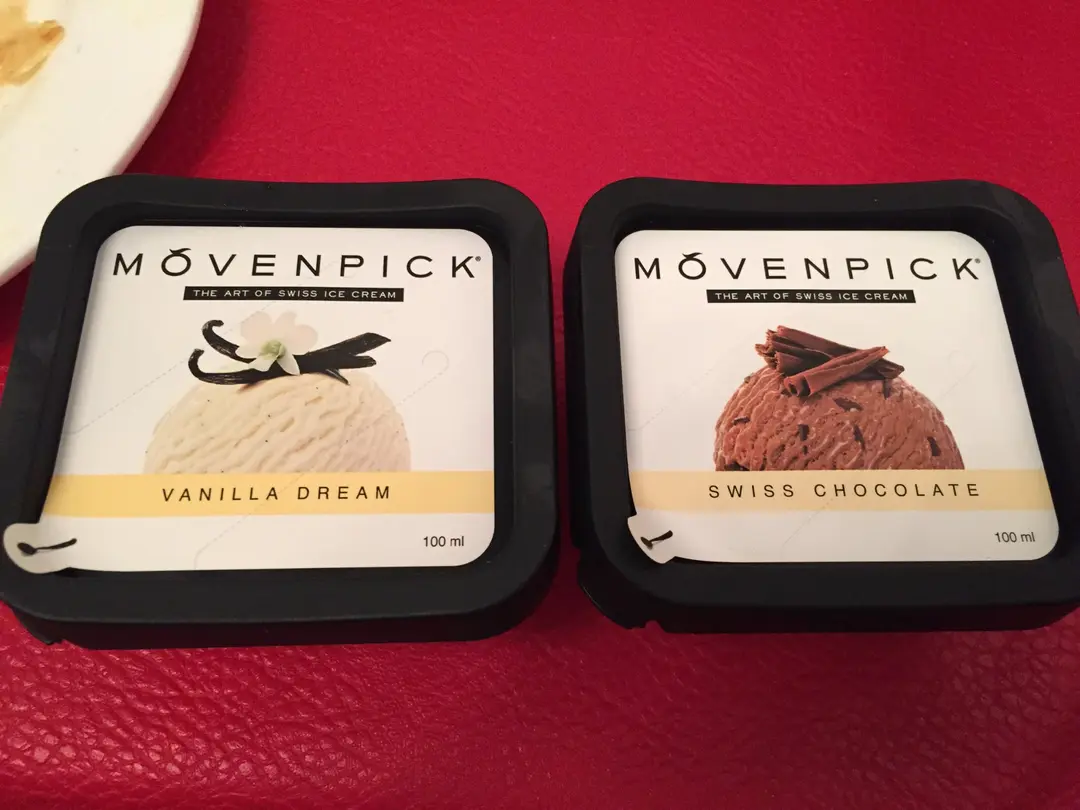 MÖVENPICK®
THE ART OF SWISS ICE CREAM
VANILLA DREAM
100 ml
MÖVENPICK®
THE ART OF SWISS ICE CREAM
SWISS CHOCOLATE
100 ml